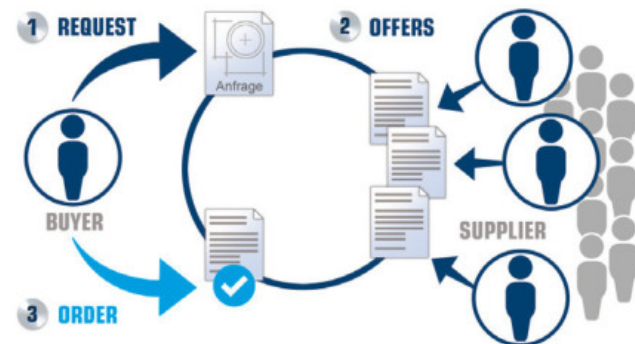 1 REQUEST
2 OFFERS
Anfrage
BUYER
SUPPLIER
3 ORDER